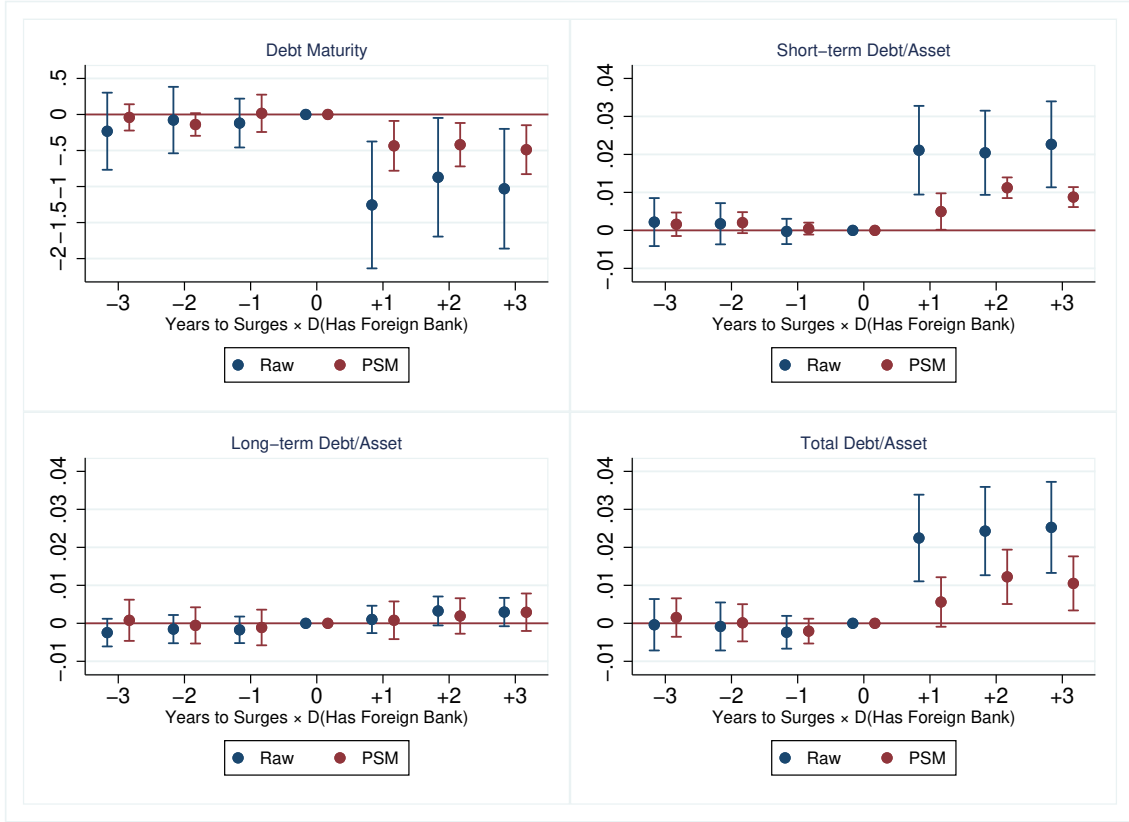 Debt Maturity
.5
0
−.5
−1
−1.5
−2
−3 −2 −1 0 +1 +2 +3
Years to Surges × D(Has Foreign Bank)
Raw PSM
Short−term Debt/Asset
.04
.03
.02
.01
0
−.01
−3 −2 −1 0 +1 +2 +3
Years to Surges × D(Has Foreign Bank)
Raw PSM
Long−term Debt/Asset
.04
.03
.02
.01
0
−.01
−3 −2 −1 0 +1 +2 +3
Years to Surges × D(Has Foreign Bank)
Raw PSM
Total Debt/Asset
.04
.03
.02
.01
0
−.01
−3 −2 −1 0 +1 +2 +3
Years to Surges × D(Has Foreign Bank)
Raw PSM